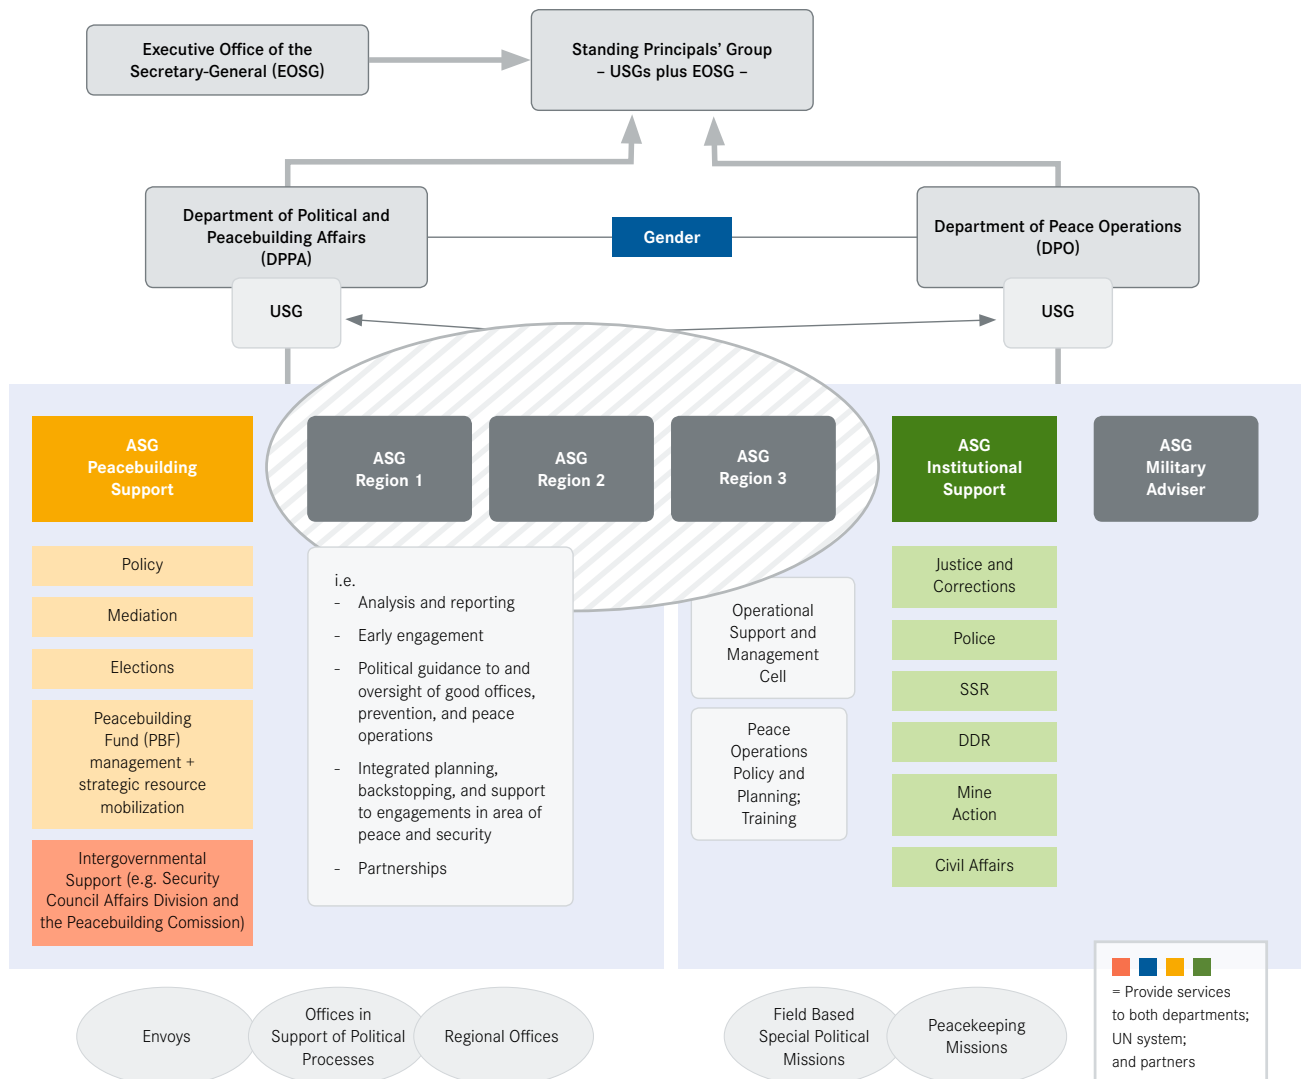 Executive Office of the
Secretary-General (EOSG)
Standing Principals’ Group
– USGs plus EOSG –
Department of Political and
Peacebuilding Affairs
(DPPA)
Gender
Department of Peace Operations
(DPO)
USG
USG
ASG
Peacebuilding
Support
ASG
Region 1
ASG
Region 2
ASG
Region 3
ASG
Institutional
Support
ASG
Military
Adviser
Policy
Mediation
Elections
Peacebuilding
Fund (PBF)
management +
strategic resource
mobilization
Intergovernmental
Support (e.g. Security
Council Affairs Division and
the Peacebuilding Comission)
i.e.
- Analysis and reporting
- Early engagement
- Political guidance to and
oversight of good offices,
prevention, and peace
operations
- Integrated planning,
backstopping, and support
to engagements in area of
peace and security
- Partnerships
Operational
Support and
Management
Cell
Peace
Operations
Policy and
Planning;
Training
Justice and
Corrections
Police
SSR
DDR
Mine
Action
Civil Affairs
Envoys
Offices in
Support of Political
Processes
Regional Offices
Field Based
Special Political
Missions
Peacekeeping
Missions
= Provide services
to both departments;
UN system;
and partners